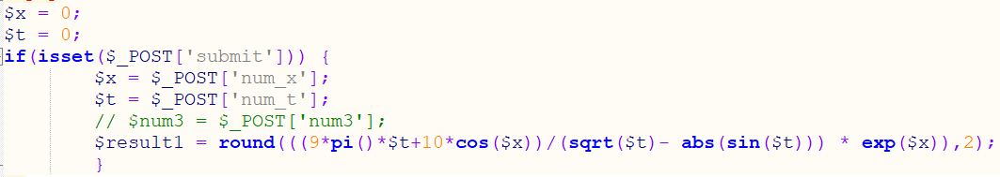 $x = 0;
$t = 0;
if(isset($_POST['submit'])) {
$x = $_POST['num_x'];
$t = $_POST['num_t'];
// $num3 = $_POST['num3'];
$result1 = round(((9*pi()*$t+10*cos($x))/(sqrt($t)- abs(sin($t))) * exp($x)),2);
}